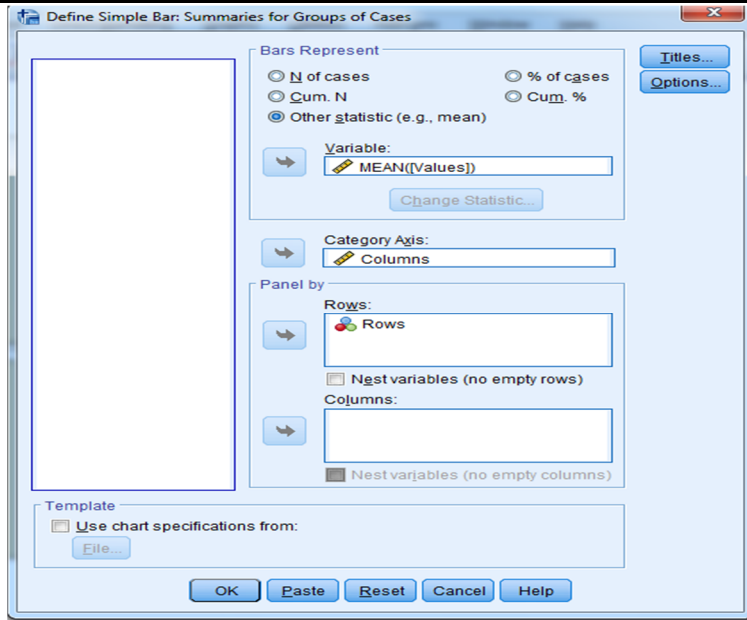 Define Simple Bar: Summaries for Groups of Cases
Bars Represent
N of cases
% of cases
Cum. N
Cum. %
Other statistic (e.g., mean)
Variable:
MEAN([Values])
Change Statistic...
Category Axis:
Columns
Panel by
Rows:
Rows
Nest variables (no empty rows)
Columns:
Nest variables (no empty columns)
Titles...
Options...
Template
Use chart specifications from:
File...
OK
Paste
Reset
Cancel
Help